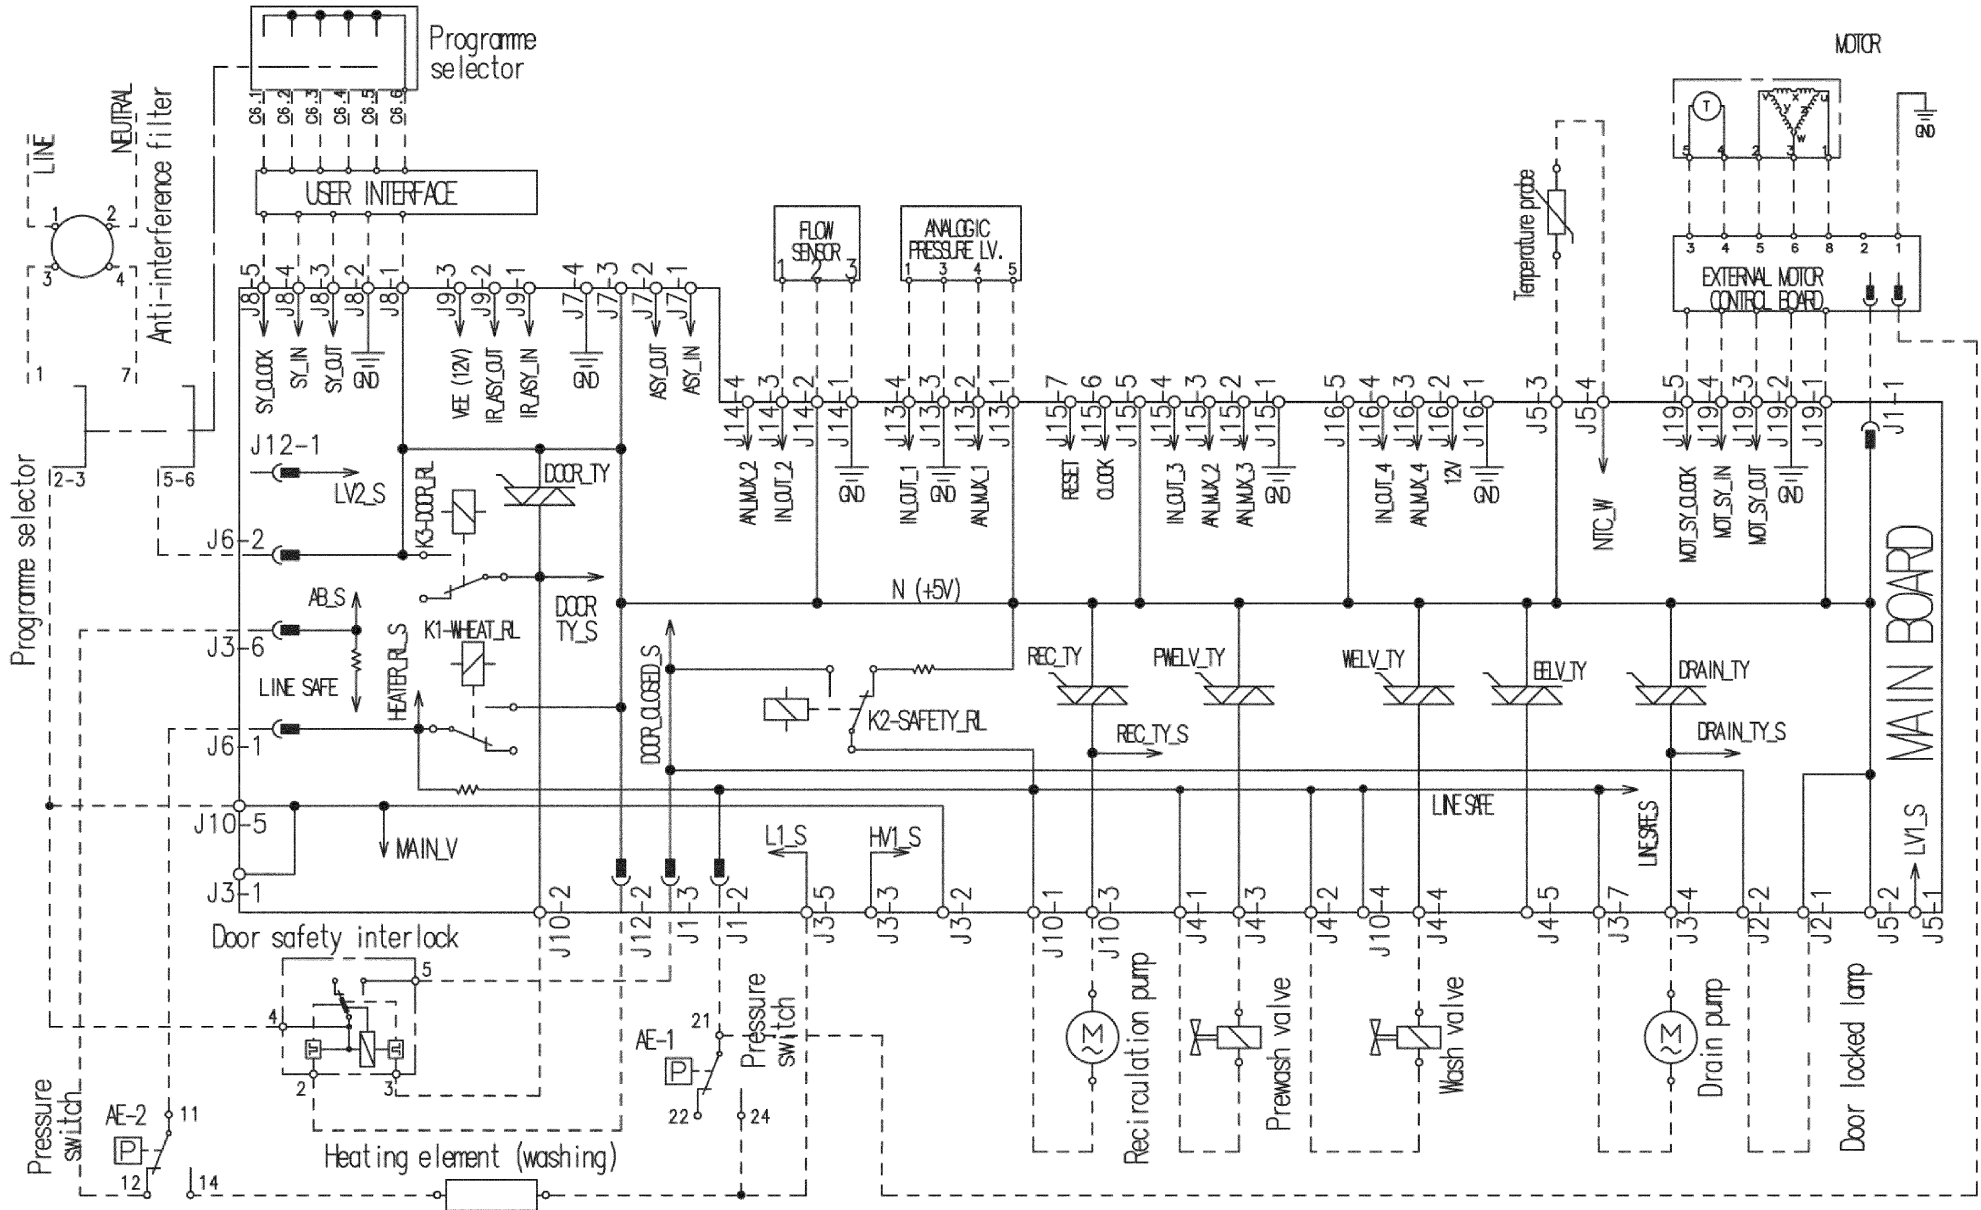 MOTOR
Programme
selector
C6.1
C6.2
C6.3
C6.4
C6.5
C6.6
LINE
NEUTRAL
Anti-interference filter
1
2
3
4
1
7
USER INTERFACE
T
V
X
U
Y
Z
W
5
4
2
3
1
GND
Temperature probe
FLOW
SENSOR
1
2
3
ANALOGIC
PRESSURE LV.
1
3
4
5
3
4
5
6
8
2
1
EXTERNAL MOTOR
CONTROL BOARD
J8-5
J8-4
J8-3
J8-2
J8-1
J9-3
J9-2
J9-1
J7-4
J7-3
J7-2
J7-1
SY_CLOCK
SY_IN
SY_OUT
GND
VEE (12V)
IR_ASY_OUT
IR_ASY_IN
GND
ASY_OUT
ASY_IN
J14-4
J14-3
J14-2
J14-1
J13-4
J13-3
J13-2
J13-1
J15-7
J15-6
J15-5
J15-4
J15-3
J15-2
J15-1
J16-5
J16-4
J16-3
J16-2
J16-1
J5-3
J5-4
J19-5
J19-4
J19-3
J19-2
J19-1
J1-1
AN_MUX_2
IN_OUT_2
GND
IN_OUT_1
GND
AN_MUX_1
RESET
CLOCK
IN_OUT_3
AN_MUX_2
AN_MUX_3
GND
IN_OUT_4
AN_MUX_4
12V
GND
NTC_W
MOT_SY_CLOCK
MOT_SY_IN
MOT_SY_OUT
GND
MAIN BOARD
Programme selector
2-3
5-6
J12-1
LV2_S
K3-DOOR_RL
DOOR_TY
J6-2
AB_S
J3-6
LINE SAFE
HEATER_RL_S
K1-WHEAT_RL
DOOR
TY_S
N (+5V)
DOOR_CLOSED_S
K2-SAFETY_RL
REC_TY
REC_TY_S
PWELV_TY
WELV_TY
EELV_TY
DRAIN_TY
DRAIN_TY_S
J6-1
LINE SAFE
LINESAFE_S
J10-5
MAIN_V
L1_S
HV1_S
LV1_S
J3-1
J10-2
J12-2
J1-3
J1-2
J3-5
J3-3
J3-2
J10-1
J10-3
J4-1
J4-3
J4-2
J10-4
J4-4
J4-5
J3-7
J3-4
J2-2
J2-1
J5-2
J5-1
Door safety interlock
5
4
2
3
AE-1
P
21
22
24
Pressure
switch
M
Recirculation pump
Prewash valve
Wash valve
M
Drain pump
Door locked lamp
Pressure
switch
AE-2
P
11
12
14
Heating element (washing)